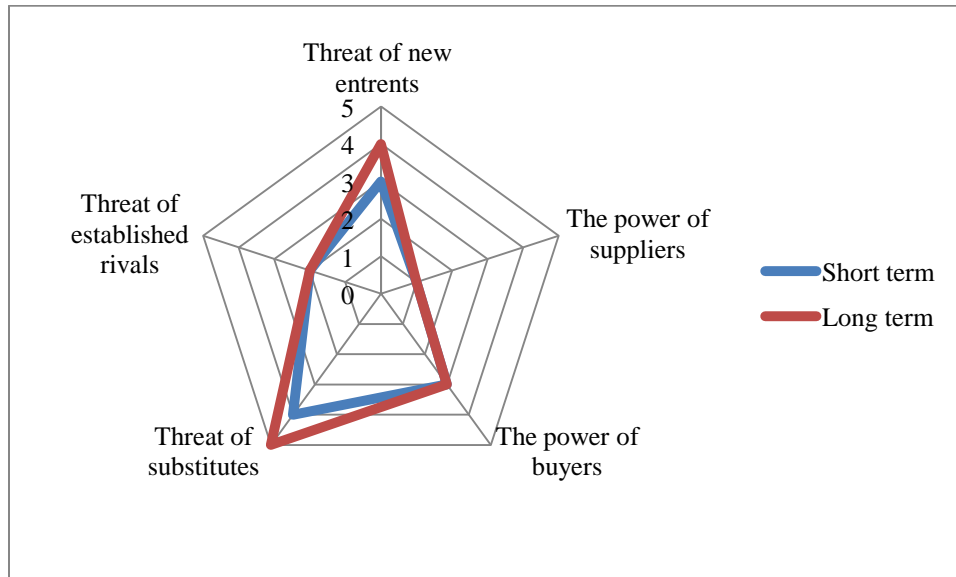 Threat of new
entrents
5
4
3
2
1
0
The power of
suppliers
The power of
buyers
Threat of
substitutes
Threat of
established
rivals
Short term
Long term